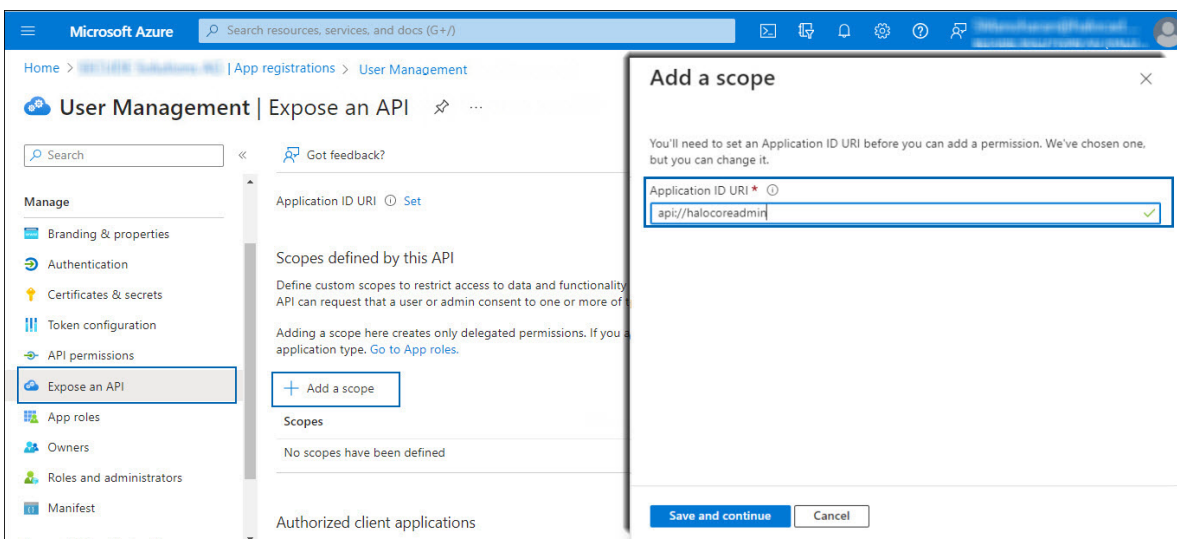 Microsoft Azure
Search resources, services, and docs (G+/)
Home > | App registrations > User Management
User Management | Expose an API
Search
Got feedback?
Manage
Branding & properties
Authentication
Certificates & secrets
Token configuration
API permissions
Expose an API
App roles
Owners
Roles and administrators
Manifest
Application ID URI Set
Scopes defined by this API
Define custom scopes to restrict access to data and functionality
API can request that a user or admin consent to one or more of
Adding a scope here creates only delegated permissions. If you
application type. Go to App roles.
Add a scope
Scopes
No scopes have been defined
Authorized client applications
Add a scope
You'll need to set an Application ID URI before you can add a permission. We've chosen one,
but you can change it.
Application ID URI *
api://halocoreadmin
Save and continue
Cancel